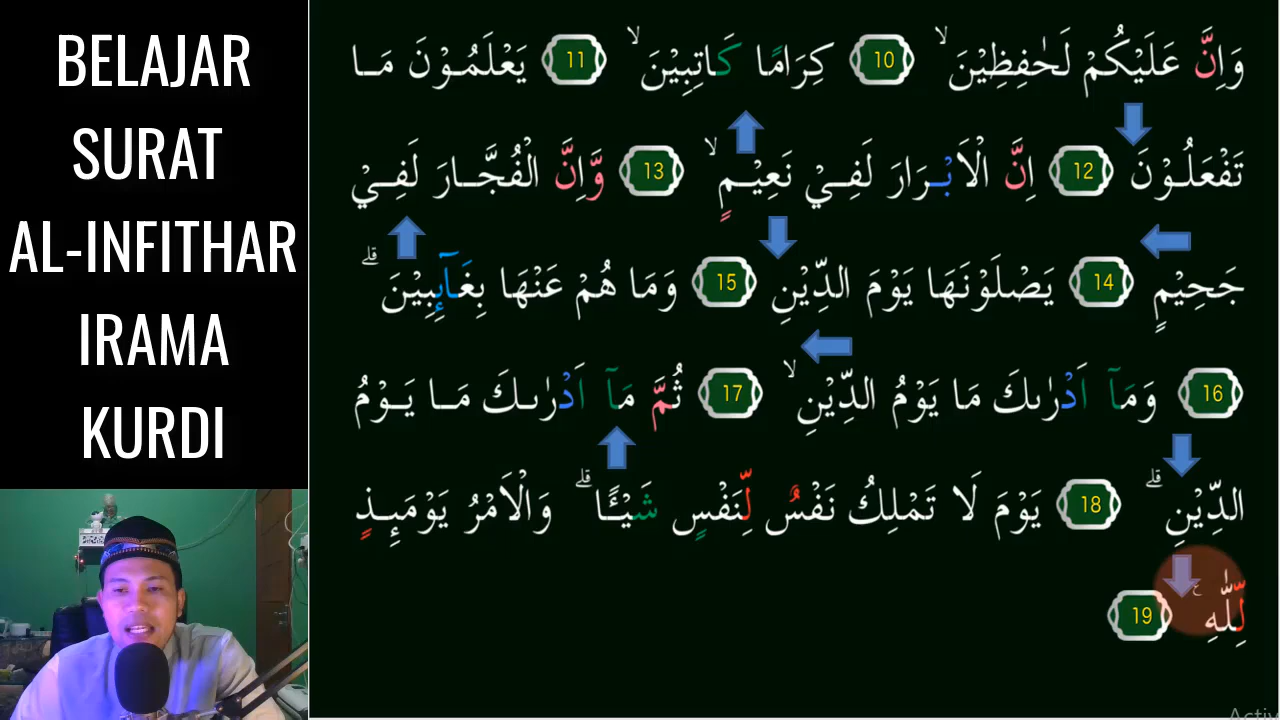 BELAJAR
SURAT
AL-INFITHAR
IRAMA
KURDI
وَاِنَّ عَلَيْكُمْ لَحٰفِظِيْنَ ۙ 10 كِرَامًا كَاتِبِيْنَ ۙ 11 يَعْلَمُوْنَ مَا
تَفْعَلُوْنَ 12 اِنَّ الْاَبْرَارَ لَفِيْ نَعِيْمٍ ۙ 13 وَّاِنَّ الْفُجَّارَ لَفِيْ
جَحِيْمٍ 14 يَصْلَوْنَهَا يَوْمَ الدِّيْنِ 15 وَمَا هُمْ عَنْهَا بِغَاۤىِٕبِيْنَ ۗ
16 وَمَآ اَدْرٰىكَ مَا يَوْمُ الدِّيْنِ ۙ 17 ثُمَّ مَآ اَدْرٰىكَ مَا يَوْمُ
الدِّيْنِ ۗ 18 يَوْمَ لَا تَمْلِكُ نَفْسٌ لِّنَفْسٍ شَيْـًٔا ۗ وَالْاَمْرُ يَوْمَىِٕذٍ
لِّلّٰهِ ࣖ 19
Activ